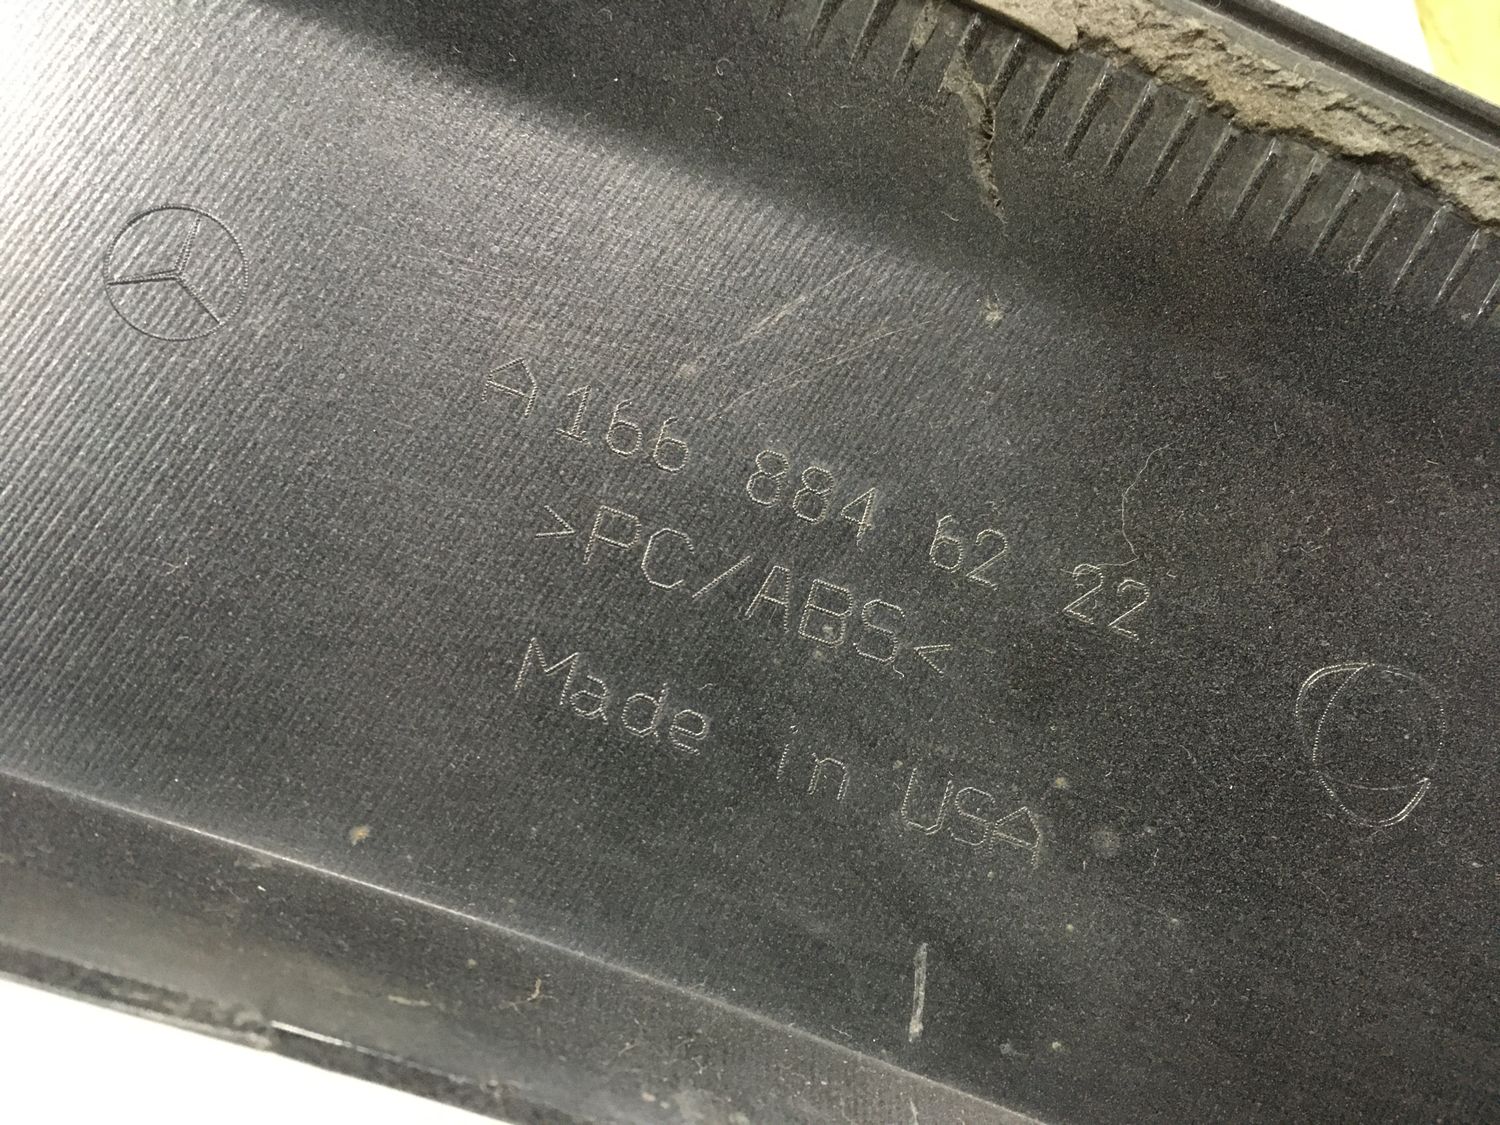 A 166 884 62 22
>PC/ABS<
Made in USA